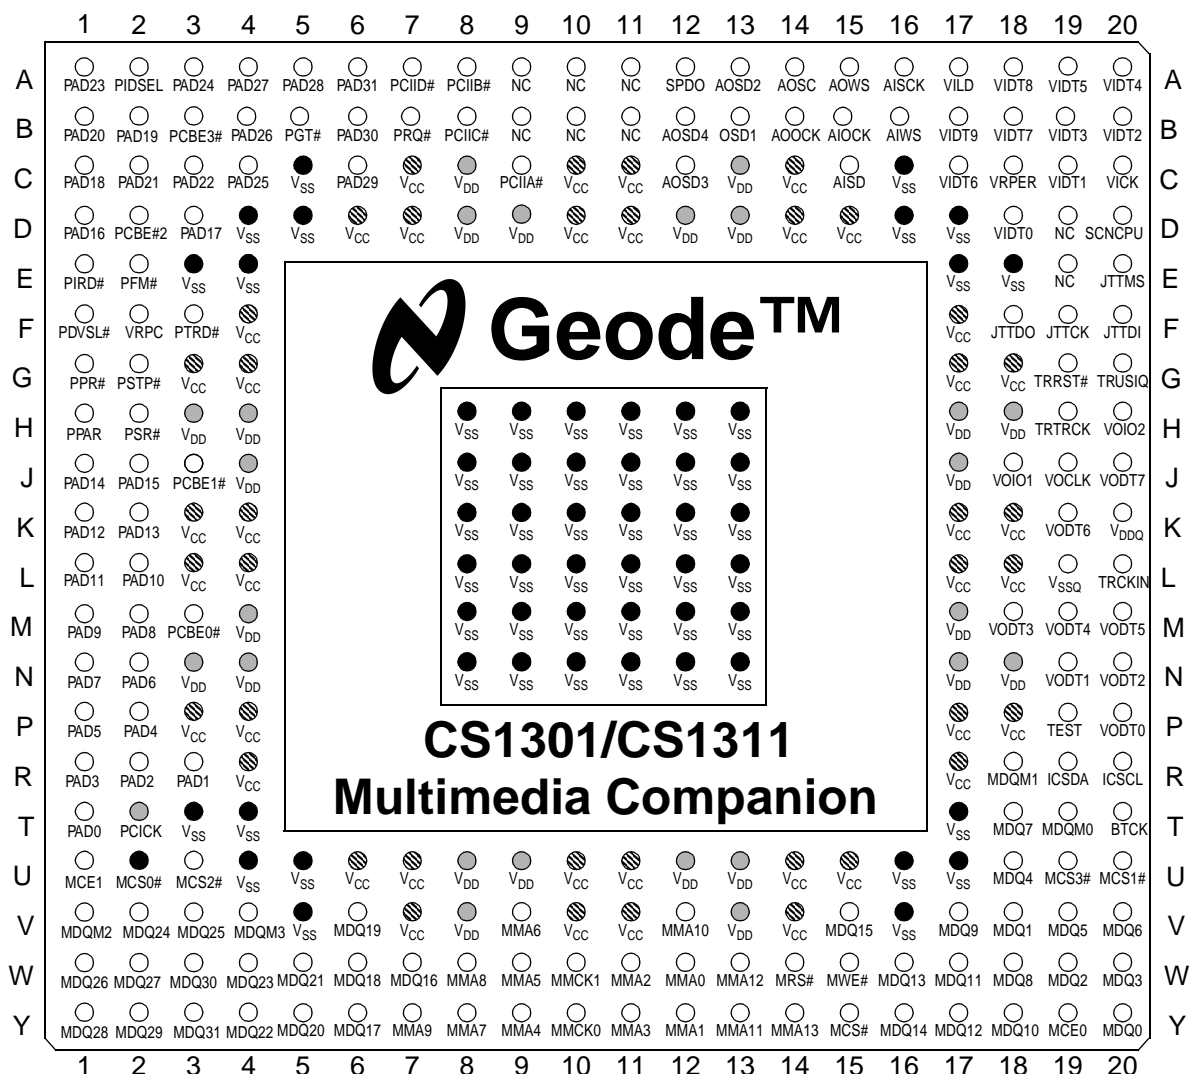 1 2 3 4 5 6 7 8 9 10 11 12 13 14 15 16 17 18 19 20
A PAD23 PIDSEL PAD24 PAD27 PAD28 PAD31 PCIID# PCIIB# NC NC NC SPDO AOSD2 AOSC AOWS AISCK VILD VIDT8 VIDT5 VIDT4 A
B PAD20 PAD19 PCBE3# PAD26 PGT# PAD30 PRQ# PCIIC# NC NC NC AOSD4 OSD1 AOOCK AIOCK AIWS VIDT9 VIDT7 VIDT3 VIDT2 B
C PAD18 PAD21 PAD22 PAD25 VSS PAD29 VCC VDD PCIIA# VCC VCC AOSD3 VDD VCC AISD VSS VIDT6 VRPER VIDT1 VICK C
D PAD16 PCBE#2 PAD17 VSS VSS VCC VCC VDD VDD VCC VCC VDD VDD VCC VCC VSS VSS VIDT0 NC SCNCPU D
E PIRD# PFM# VSS VSS VSS VSS NC JTTMS E
Geode™
F PDVSL# VRPC PTRD# VCC VCC JTTDO JTTCK JTTDI F
G PPR# PSTP# VCC VCC VCC VCC TRRST# TRUSIQ G
H PPAR PSR# VDD VDD VSS VSS VSS VSS VSS VSS VDD VDD TRTRCK VOIO2 H
J PAD14 PAD15 PCBE1# VDD VSS VSS VSS VSS VSS VSS VDD VOIO1 VOCLK VODT7 J
K PAD12 PAD13 VCC VCC VSS VSS VSS VSS VSS VSS VCC VCC VODT6 VDDQ K
L PAD11 PAD10 VCC VCC VSS VSS VSS VSS VSS VSS VCC VCC VSSQ TRCKIN L
M PAD9 PAD8 PCBE0# VDD VSS VSS VSS VSS VSS VSS VDD VODT3 VODT4 VODT5 M
N PAD7 PAD6 VDD VDD VSS VSS VSS VSS VSS VSS VDD VDD VODT1 VODT2 N
P PAD5 PAD4 VCC VCC VCC VCC TEST VODT0 P
CS1301/CS1311
R PAD3 PAD2 PAD1 VCC VCC MDQM1 ICSDA ICSCL R
Multimedia Companion
T PAD0 PCICK VSS VSS VSS MDQ7 MDQM0 BTCK T
U MCE1 MCS0# MCS2# VSS VSS VCC VCC VDD VDD VCC VCC VDD VDD VCC VCC VSS VSS MDQ4 MCS3# MCS1# U
V MDQM2 MDQ24 MDQ25 MDQM3 VSS MDQ19 VCC VDD MMA6 VCC VCC MMA10 VDD VCC MDQ15 VSS MDQ9 MDQ1 MDQ5 MDQ6 V
W MDQ26 MDQ27 MDQ30 MDQ23 MDQ21 MDQ18 MDQ16 MMA8 MMA5 MMCK1 MMA2 MMA0 MMA12 MRS# MWE# MDQ13 MDQ11 MDQ8 MDQ2 MDQ3 W
Y MDQ28 MDQ29 MDQ31 MDQ22 MDQ20 MDQ17 MMA9 MMA7 MMA4 MMCK0 MMA3 MMA1 MMA11 MMA13 MCS# MDQ14 MDQ12 MDQ10 MCE0 MDQ0 Y
1 2 3 4 5 6 7 8 9 10 11 12 13 14 15 16 17 18 19 20